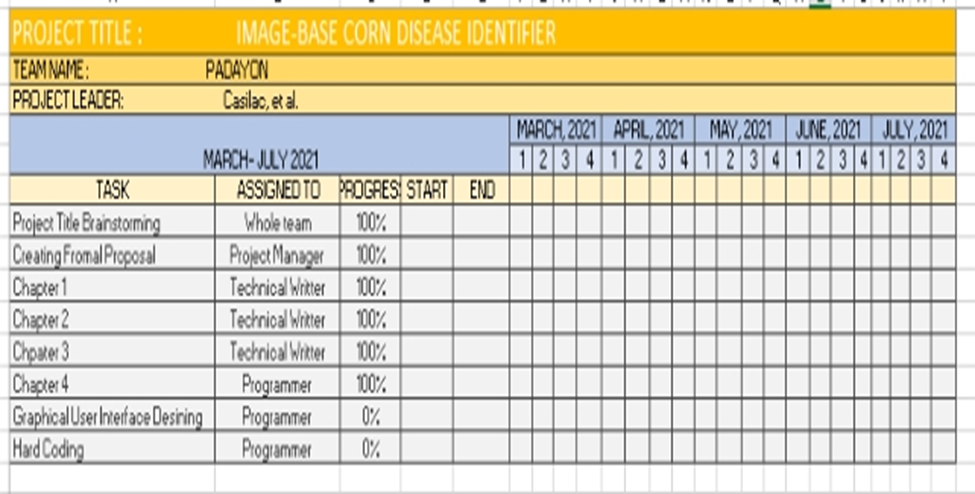 PROJECT TITLE : IMAGE-BASE CORN DISEASE IDENTIFIER
TEAM NAME : PADAYON
PROJECT LEADER: Casilao, et al.
MARCH, 2021 APRIL, 2021 MAY, 2021 JUNE, 2021 JULY, 2021
MARCH- JULY 2021 1 2 3 4 1 2 3 4 1 2 3 4 1 2 3 4 1 2 3 4
TASK ASSIGNED TO PROGRES START END
Project Title Brainstorming Whole team 100%
Creating Fromal Proposal Project Manager 100%
Chapter 1 Technical Writter 100%
Chapter 2 Technical Writter 100%
Chpater 3 Technical Writter 100%
Chapter 4 Programmer 100%
Graphical User Interface Desining Programmer 0%
Hard Coding Programmer 0%